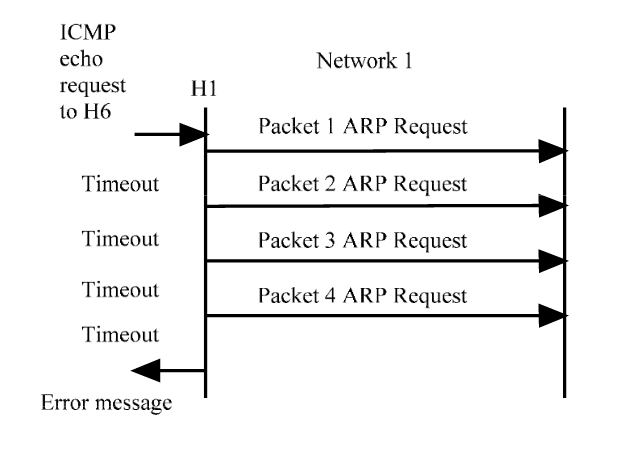 ICMP
echo
request
to H6
Network 1
H1
Packet 1 ARP Request
Timeout
Packet 2 ARP Request
Timeout
Packet 3 ARP Request
Timeout
Packet 4 ARP Request
Timeout
Error message